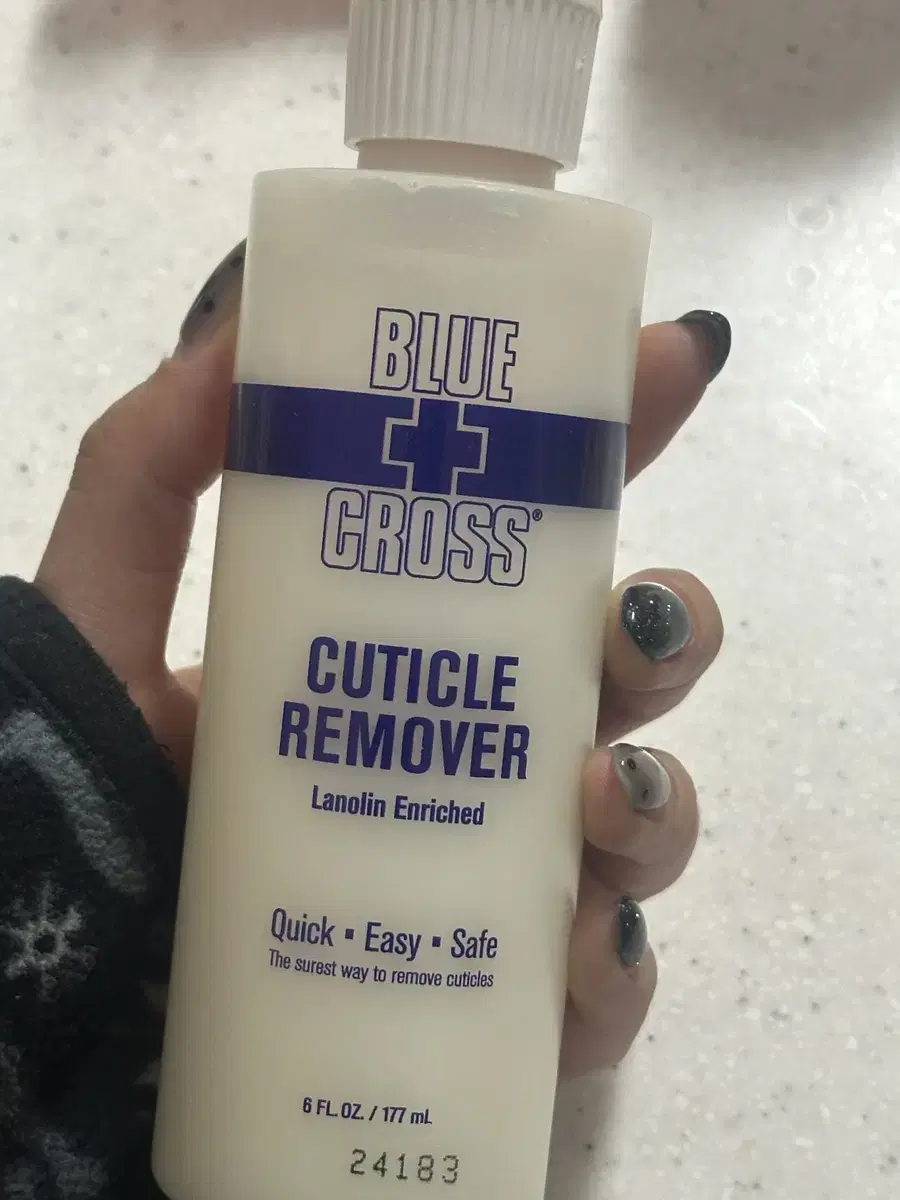 BLUE
CROSS®
CUTICLE
REMOVER
Lanolin Enriched
Quick ▪ Easy ▪ Safe
The surest way to remove cuticles
6 FL. OZ. / 177 mL
24183